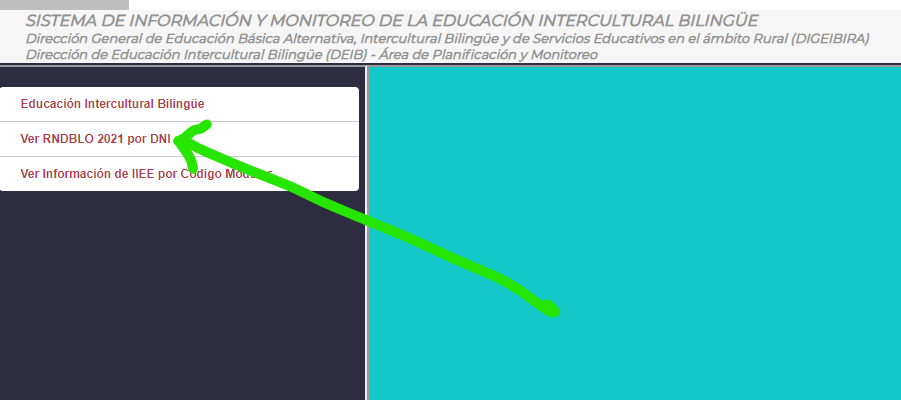 SISTEMA DE INFORMACIÓN Y MONITOREO DE LA EDUCACIÓN INTERCULTURAL BILINGÜE
Dirección General de Educación Básica Alternativa, Intercultural Bilingüe y de Servicios Educativos en el ámbito Rural (DIGEIBIRA)
Dirección de Educación Intercultural Bilingüe (DEIB) - Área de Planificación y Monitoreo
Educación Intercultural Bilingüe
Ver RNDBLO 2021 por DNI
Ver Información de IIEE por Código